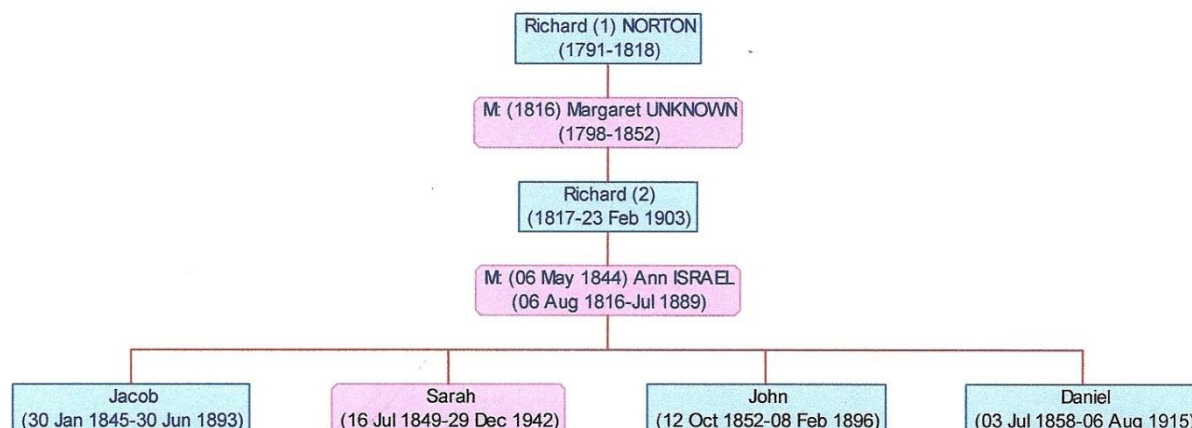 Richard (1) NORTON
(1791-1818)
M: (1816) Margaret UNKNOWN
(1798-1852)
Richard (2)
(1817-23 Feb 1903)
M: (06 May 1844) Ann ISRAEL
(06 Aug 1816-Jul 1889)
Jacob
(30 Jan 1845-30 Jun 1893)
Sarah
(16 Jul 1849-29 Dec 1942)
John
(12 Oct 1852-08 Feb 1896)
Daniel
(03 Jul 1858-06 Aug 1915)